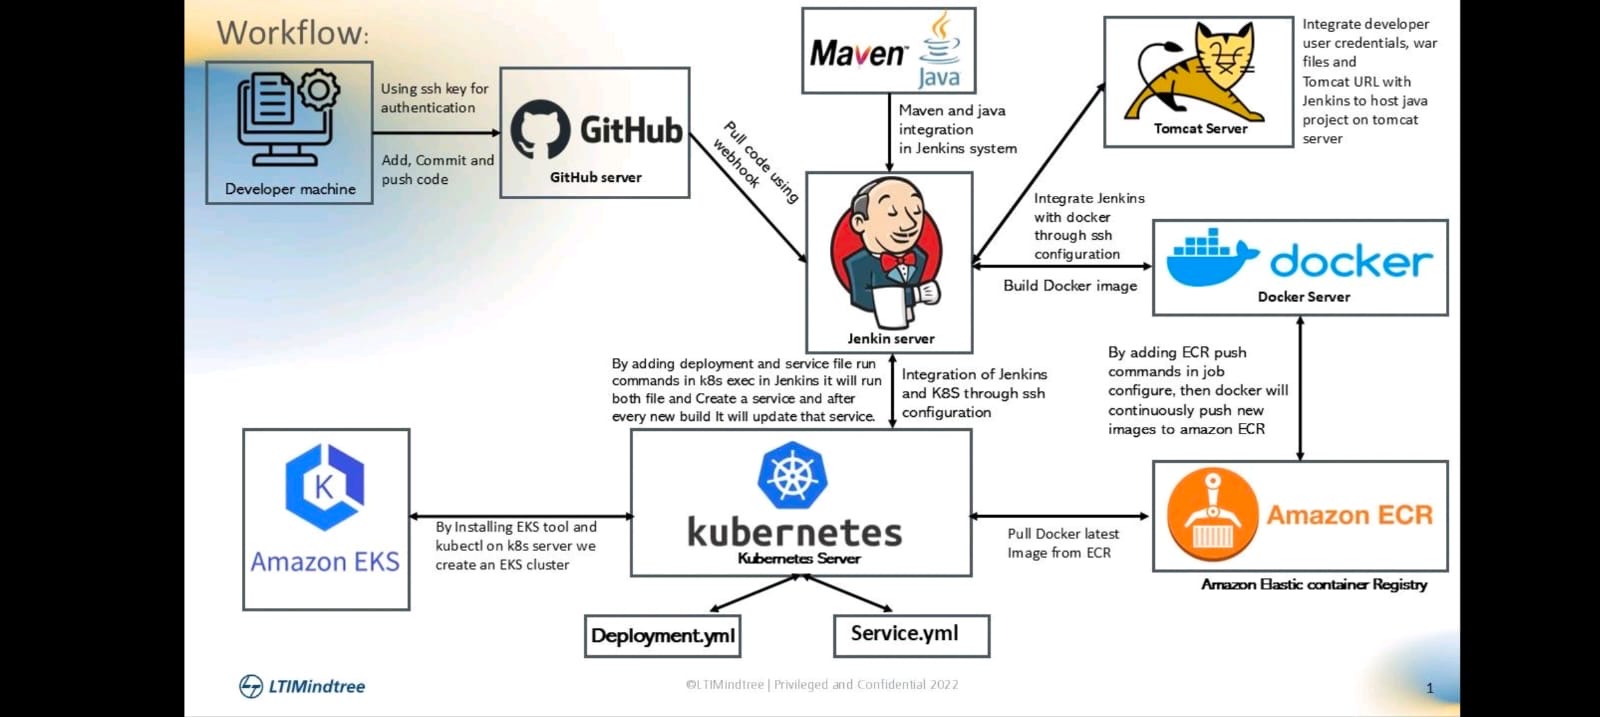 Workflow:
Developer machine
Using ssh key for
authentication
Add, Commit and
push code
GitHub
GitHub server
Pull code using
webhook
Maven™
Java
Maven and java
integration
in Jenkins system
Tomcat Server
Integrate developer
user credentials, war
files and
Tomcat URL with
Jenkins to host java
project on tomcat
server
Jenkin server
Integrate Jenkins
with docker
through ssh
configuration
Build Docker image
docker
Docker Server
By adding deployment and service file run
commands in k8s exec in Jenkins it will run
both file and Create a service and after
every new build It will update that service.
Integration of Jenkins
and K8S through ssh
configuration
By adding ECR push
commands in job
configure, then docker will
continuously push new
images to amazon ECR
K
Amazon EKS
By Installing EKS tool and
kubectl on k8s server we
create an EKS cluster
kubernetes
Kubernetes Server
Pull Docker latest
Image from ECR
Amazon ECR
Amazon Elastic container Registry
Deployment.yml
Service.yml
LTIMindtree
©LTIMindtree | Privileged and Confidential 2022
1